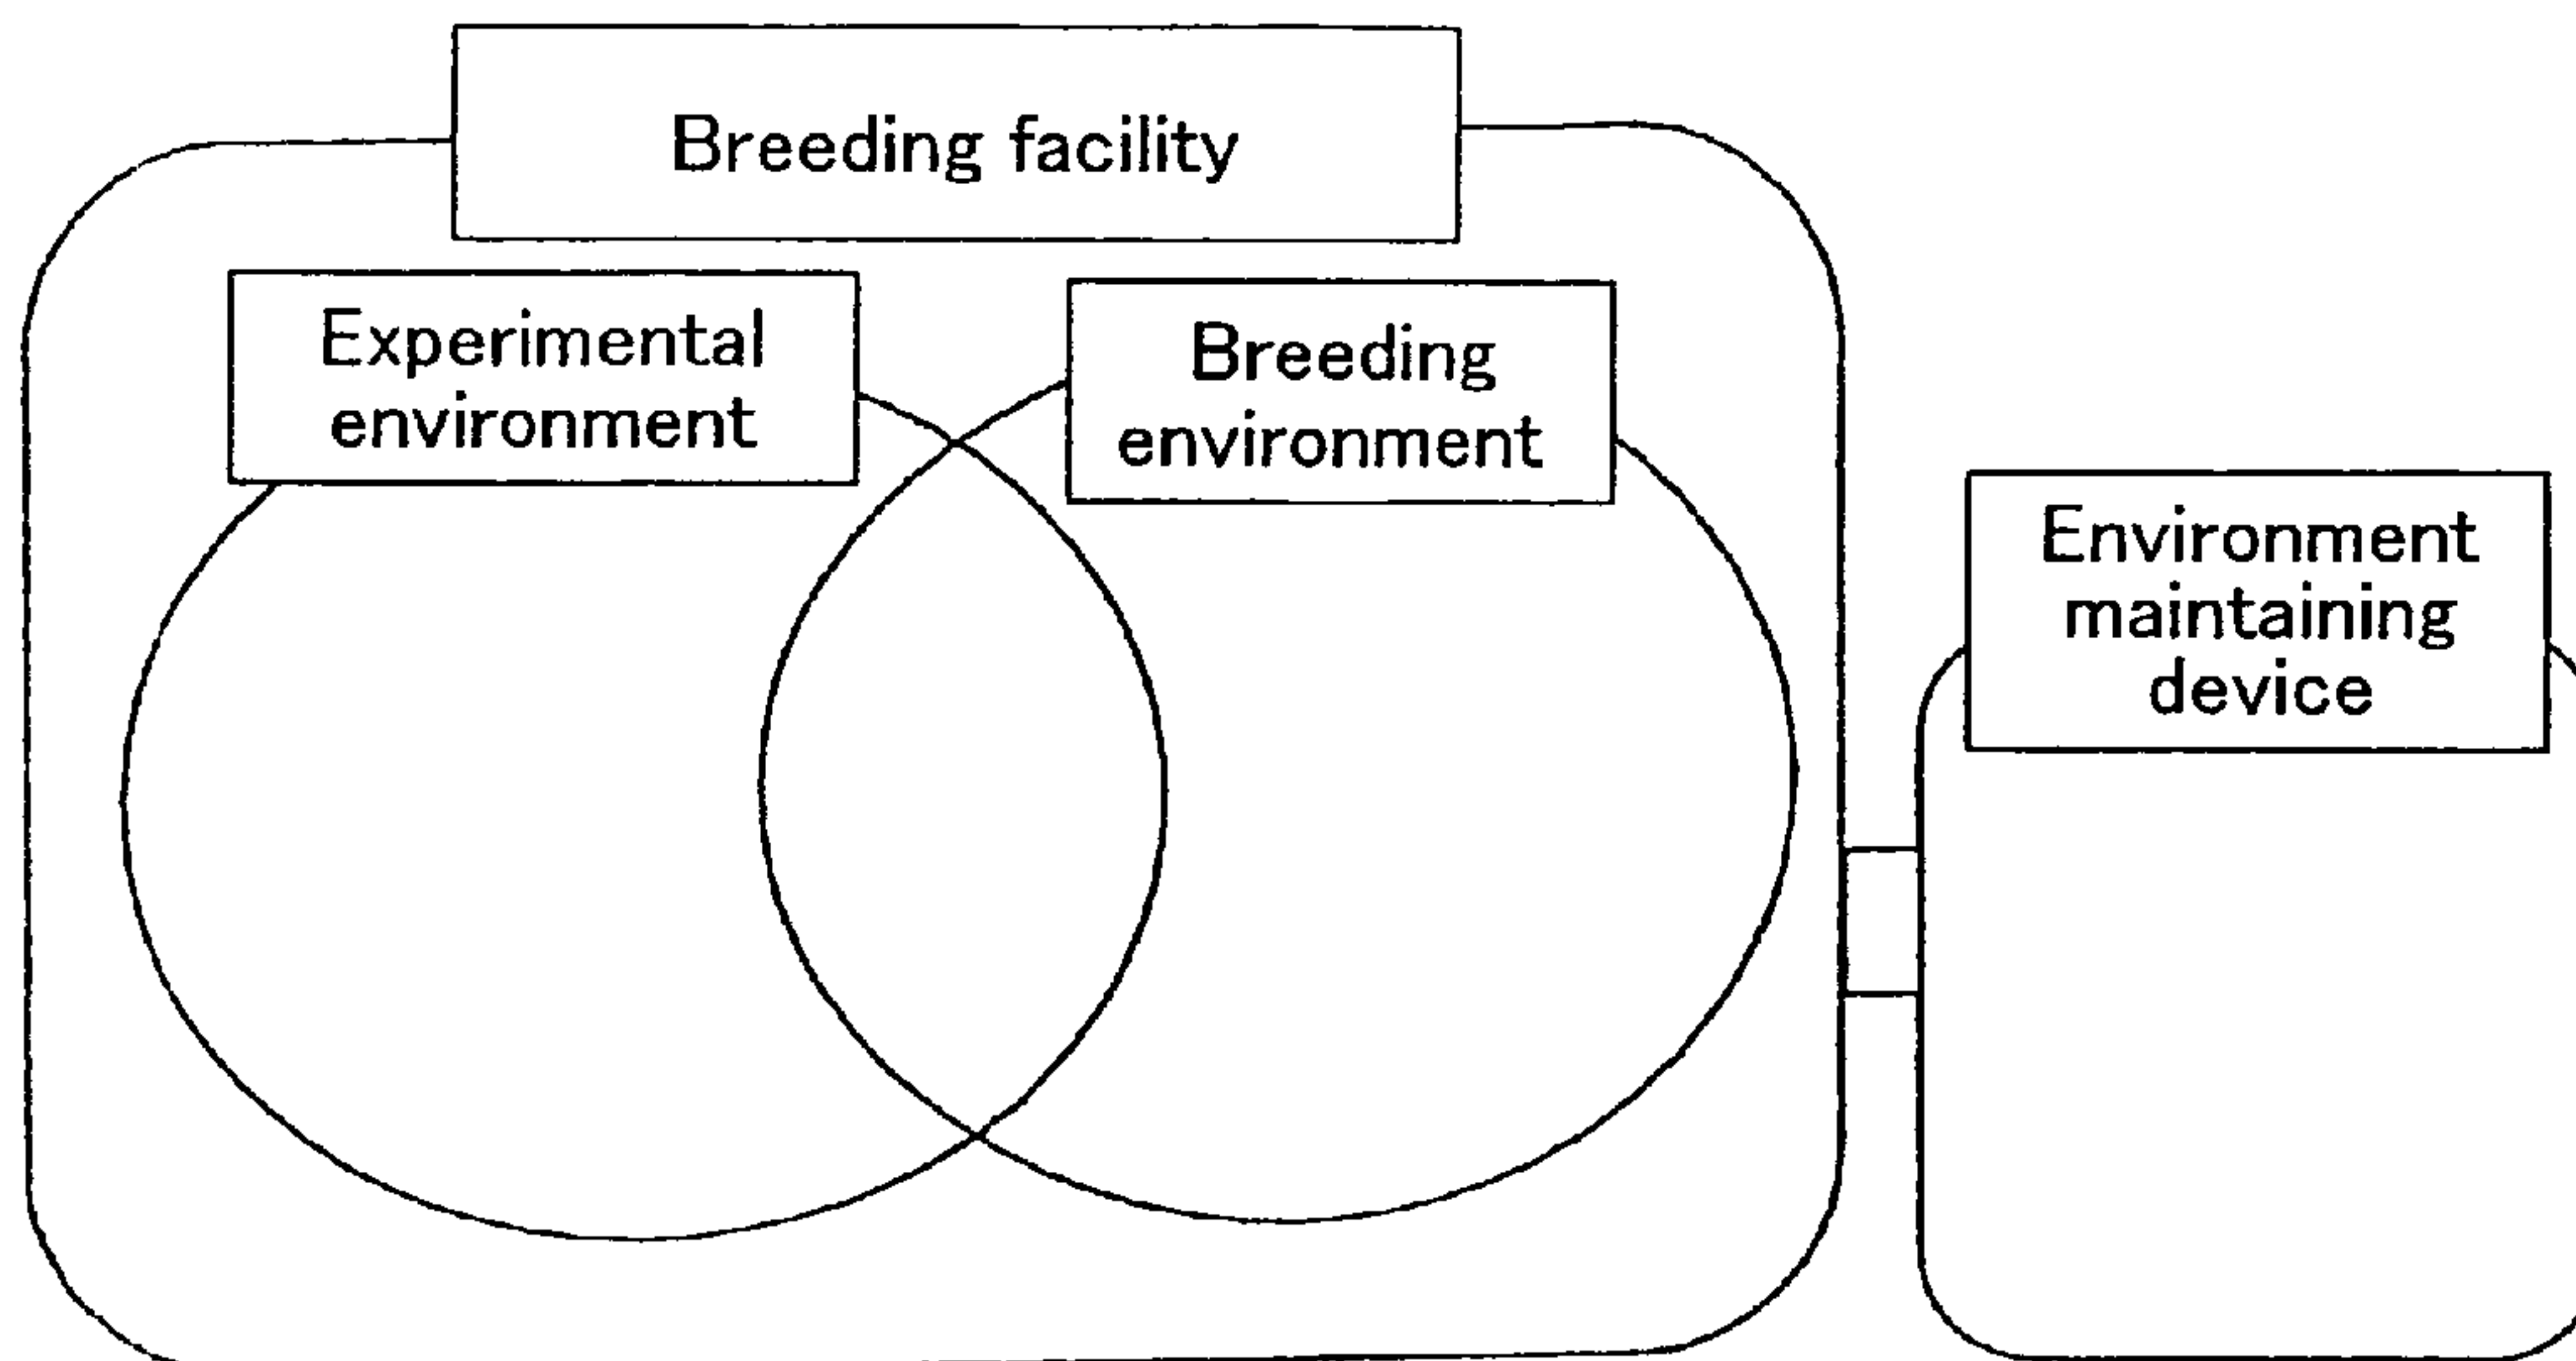 Breeding facility
Experimental
environment
Breeding
environment
Environment
maintaining
device